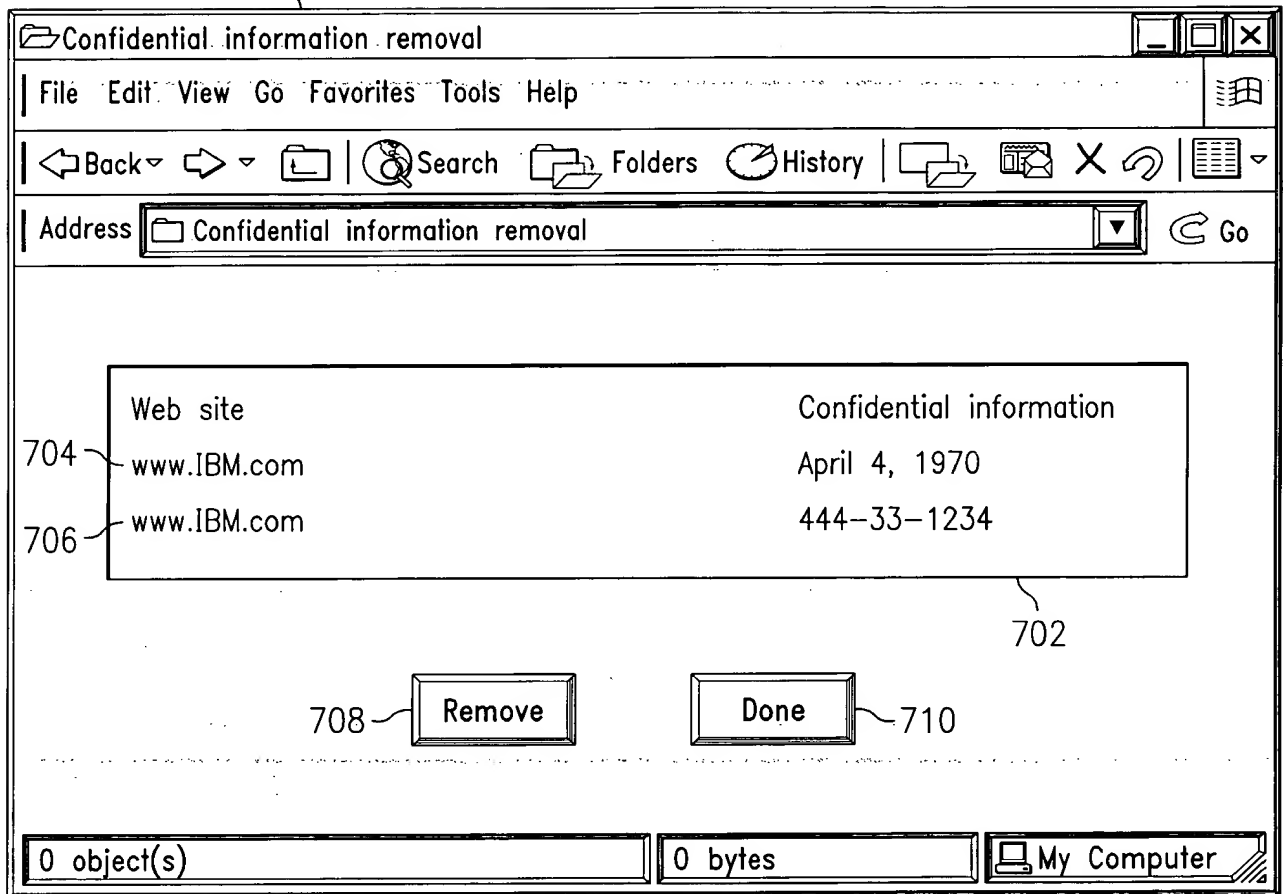 Confidential information removal
File Edit View Go Favorites Tools Help
Back Search Folders History
Address Confidential information removal Go
Web site Confidential information
704 www.IBM.com April 4, 1970
706 www.IBM.com 444-33-1234
702
708 Remove Done 710
0 object(s) 0 bytes My Computer